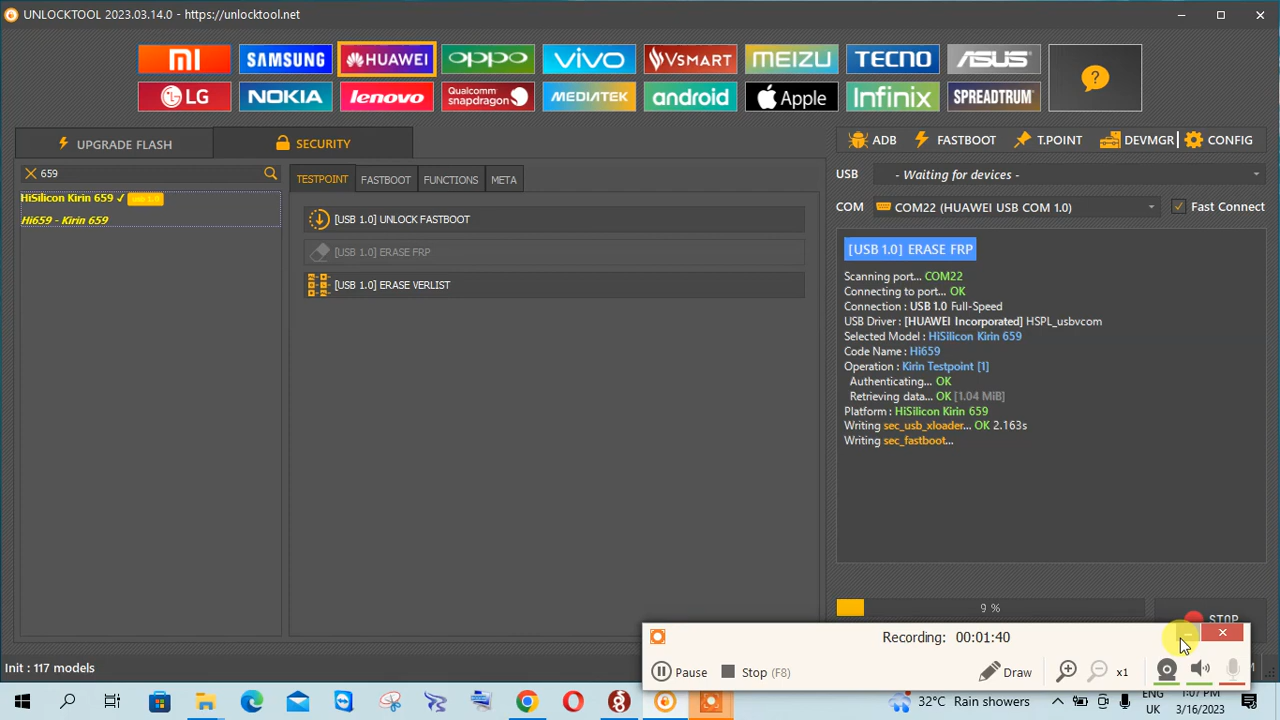 UNLOCKTOOL 2023.03.14.0 - https://unlocktool.net
SAMSUNG
HUAWEI
oppo
vivo
VSMART
MEIZU
TECNO
ASUS
LG
NOKIA
lenovo
Qualcomm snapdragon
MEDIATEK
android
Apple
Infinix
SPREADTRUM
?
UPGRADE FLASH
SECURITY
659
HiSilicon Kirin 659 ✓ usb 1.0
Hi659 - Kirin 659
TESTPOINT
FASTBOOT
FUNCTIONS
META
[USB 1.0] UNLOCK FASTBOOT
[USB 1.0] ERASE FRP
[USB 1.0] ERASE VERLIST
ADB
FASTBOOT
T.POINT
DEVMGR
CONFIG
USB - Waiting for devices -
COM COM22 (HUAWEI USB COM 1.0) Fast Connect
[USB 1.0] ERASE FRP
Scanning port... COM22
Connecting to port... OK
Connection : USB 1.0 Full-Speed
USB Driver : [HUAWEI Incorporated] HSPL_usbvcom
Selected Model : HiSilicon Kirin 659
Code Name : Hi659
Operation : Kirin Testpoint [1]
Authenticating... OK
Retrieving data... OK [1.04 MiB]
Platform : HiSilicon Kirin 659
Writing sec_usb_xloader... OK 2.163s
Writing sec_fastboot...
9 %
STOP
Recording: 00:01:40
Pause
Stop (F8)
Draw
x1
Init : 117 models
32°C Rain showers
ENG
UK
1:07 PM
3/16/2023